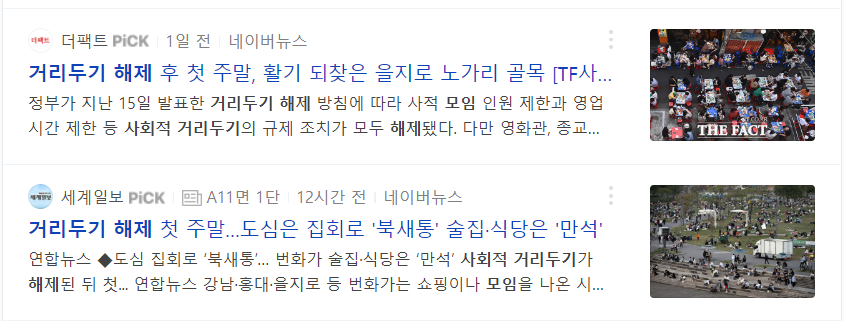 더팩트 PiCK 1일 전 네이버뉴스
거리두기 해제 후 첫 주말, 활기 되찾은 을지로 노가리 골목 [TF사...
정부가 지난 15일 발표한 거리두기 해제 방침에 따라 사적 모임 인원 제한과 영업
시간 제한 등 사회적 거리두기의 규제 조치가 모두 해제됐다. 다만 영화관, 종교...
THE FACT
세계일보 PiCK A11면 1단 12시간 전 네이버뉴스
거리두기 해제 첫 주말…도심은 집회로 '북새통' 술집·식당은 '만석'
연합뉴스 ◆도심 집회로 ‘북새통’… 번화가 술집·식당은 ‘만석’ 사회적 거리두기가
해제된 뒤 첫... 연합뉴스 강남·홍대·을지로 등 번화가는 쇼핑이나 모임을 나온 시...